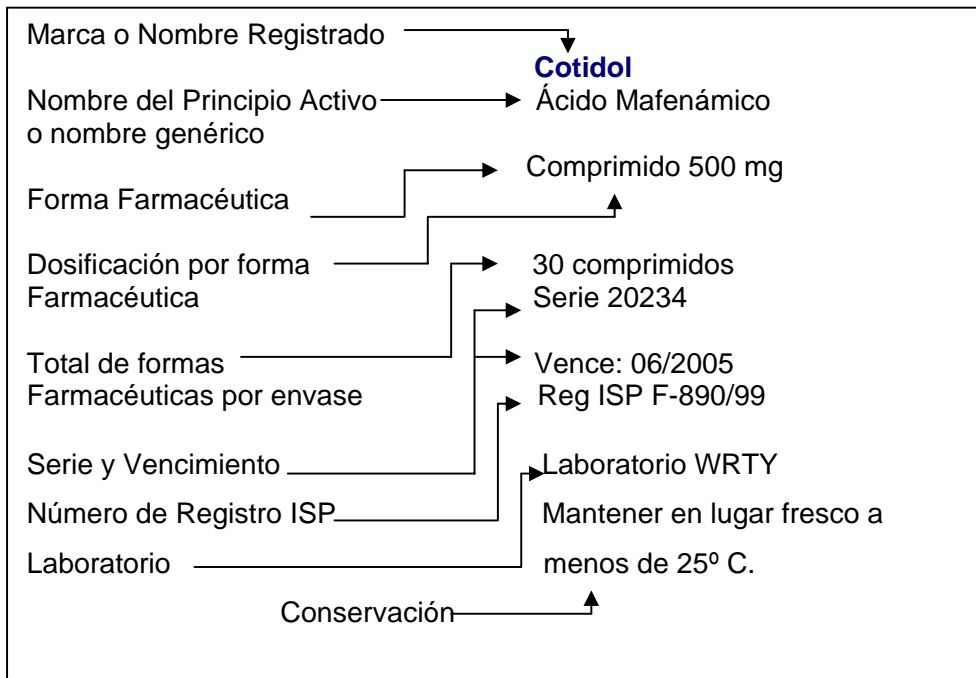 Marca o Nombre Registrado
Cotidol
Nombre del Principio Activo
o nombre genérico
Ácido Mafenámico
Forma Farmacéutica
Comprimido 500 mg
Dosificación por forma
Farmacéutica
30 comprimidos
Serie 20234
Total de formas
Farmacéuticas por envase
Vence: 06/2005
Reg ISP F-890/99
Serie y Vencimiento
Laboratorio WRTY
Número de Registro ISP
Mantener en lugar fresco a
Laboratorio
menos de 25º C.
Conservación